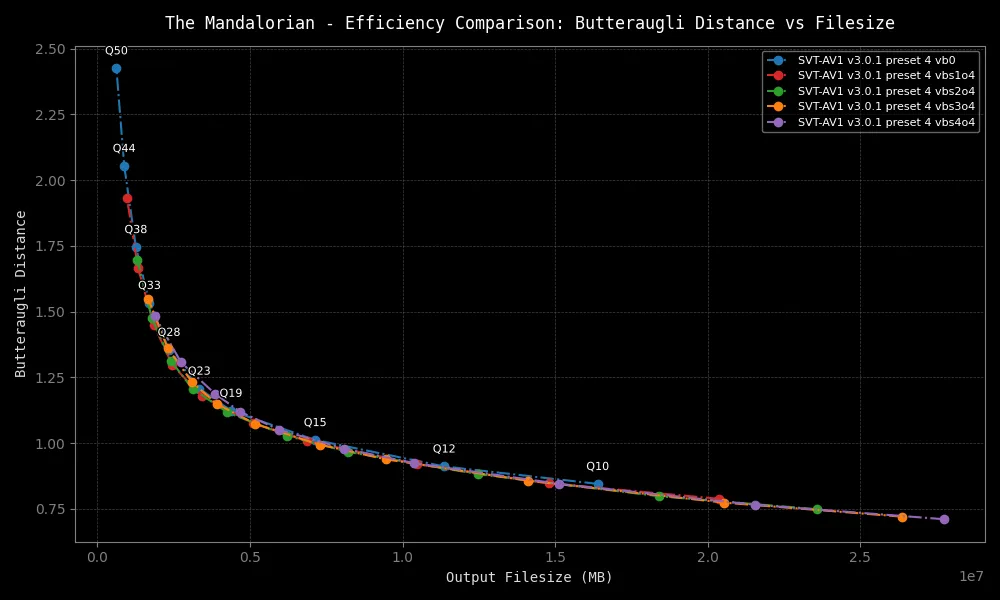 The Mandalorian - Efficiency Comparison: Butteraugli Distance vs Filesize
SVT-AV1 v3.0.1 preset 4 vb0
SVT-AV1 v3.0.1 preset 4 vbs1o4
SVT-AV1 v3.0.1 preset 4 vbs2o4
SVT-AV1 v3.0.1 preset 4 vbs3o4
SVT-AV1 v3.0.1 preset 4 vbs4o4
Butteraugli Distance
2.50
2.25
2.00
1.75
1.50
1.25
1.00
0.75
Q50
Q44
Q38
Q33
Q28
Q23
Q19
Q15
Q12
Q10
0.0
0.5
1.0
1.5
2.0
2.5
1e7
Output Filesize (MB)